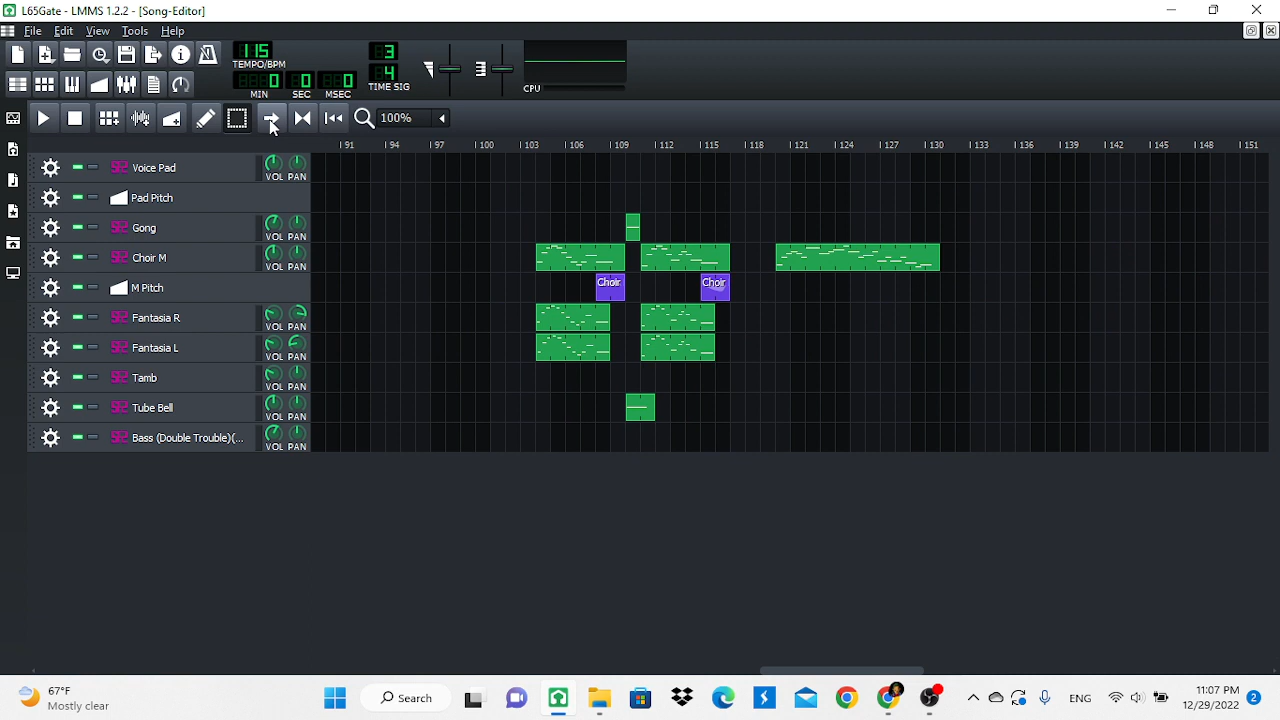 L65Gate - LMMS 1.2.2 - [Song-Editor]
File Edit View Tools Help
115
TEMPO/BPM
0 0 0
MIN SEC MSEC
3
4
TIME SIG
CPU
100%
91 94 97 100 103 106 109 112 115 118 121 124 127 130 133 136 139 142 145 148 151
Voice Pad VOL PAN
Pad Pitch
Gong VOL PAN
Choir VOL PAN
M Pitch Choir Choir
Fantasia R VOL PAN
Fantasia L VOL PAN
Tamb VOL PAN
Tube Bell VOL PAN
Bass (Double Trouble)(... VOL PAN
67°F
Mostly clear
Search
ENG
11:07 PM
12/29/2022
2